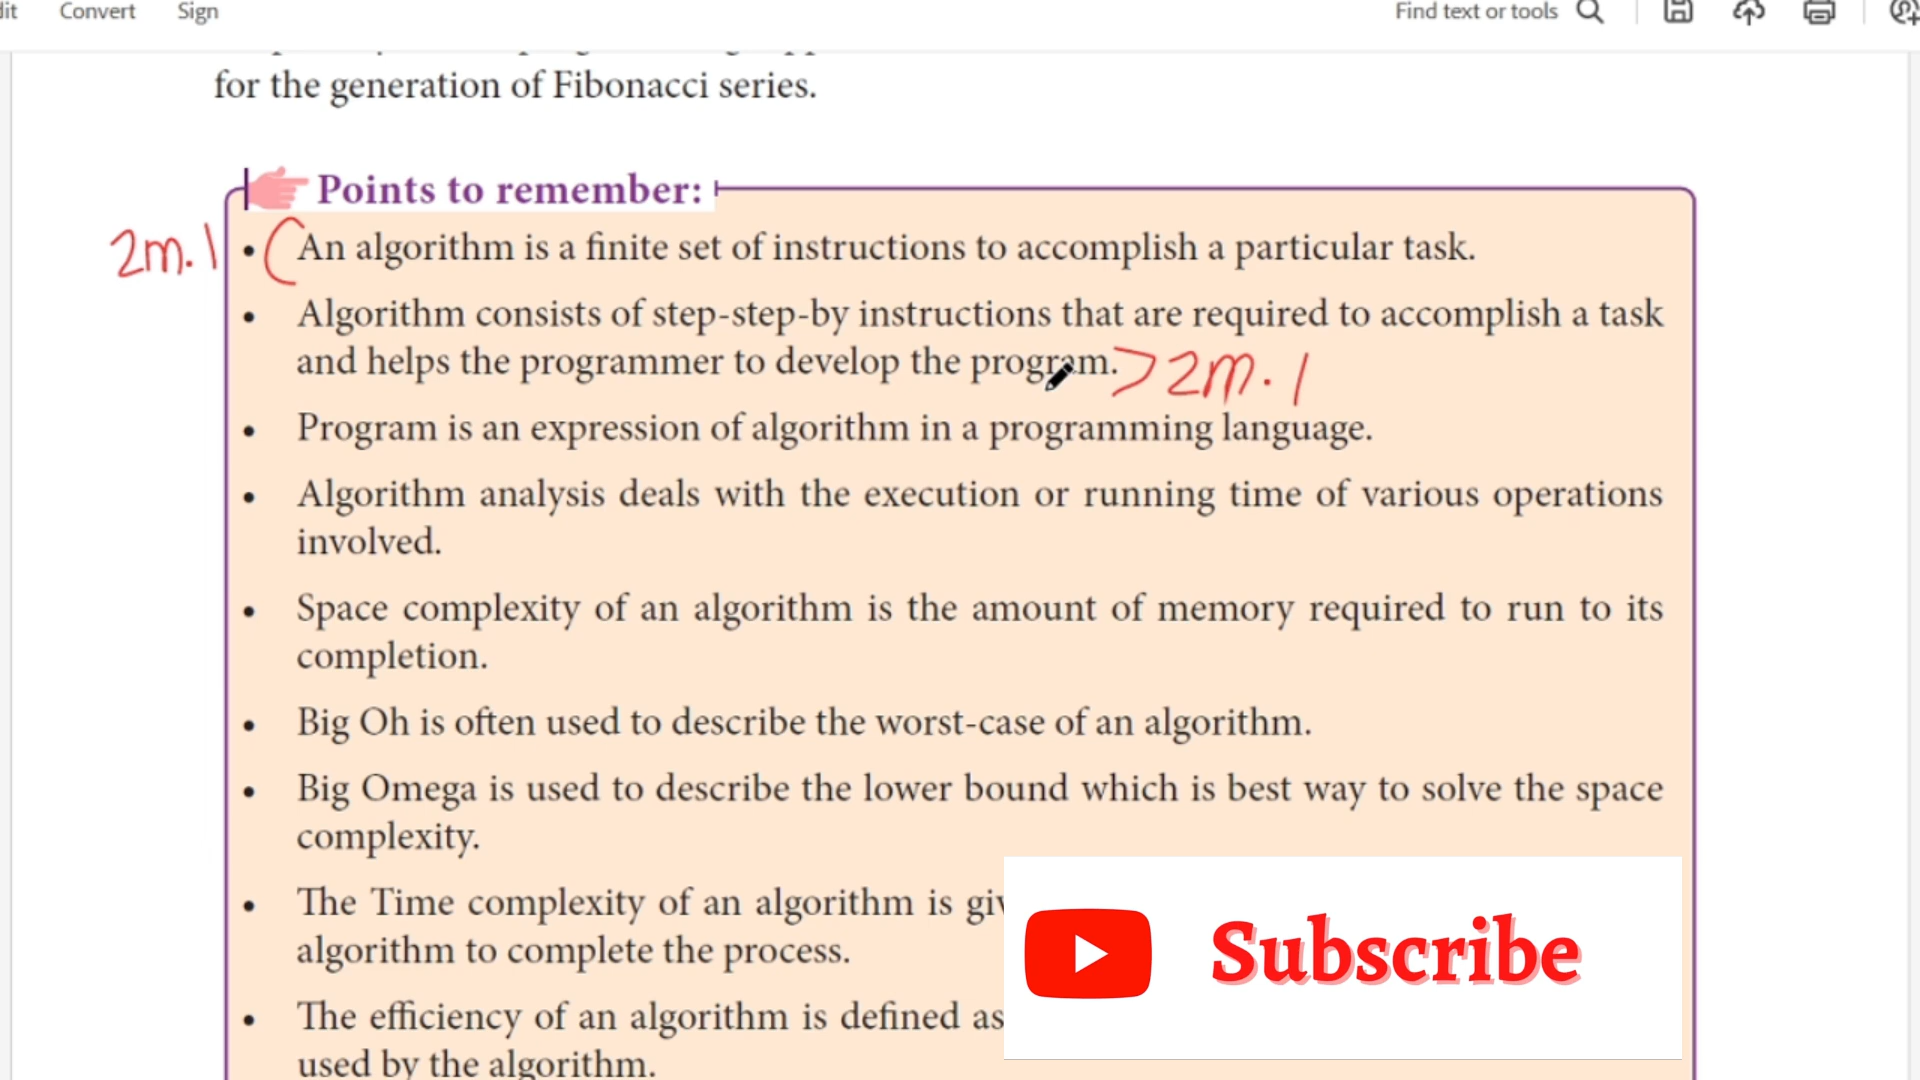 Convert Sign Find text or tools
for the generation of Fibonacci series.
Points to remember:
2m.1 • An algorithm is a finite set of instructions to accomplish a particular task.
• Algorithm consists of step-step-by instructions that are required to accomplish a task
and helps the programmer to develop the program. 2m.1
• Program is an expression of algorithm in a programming language.
• Algorithm analysis deals with the execution or running time of various operations
involved.
• Space complexity of an algorithm is the amount of memory required to run to its
completion.
• Big Oh is often used to describe the worst-case of an algorithm.
• Big Omega is used to describe the lower bound which is best way to solve the space
complexity.
• The Time complexity of an algorithm is
algorithm to complete the process.
• The efficiency of an algorithm is defined as
used by the algorithm.
Subscribe